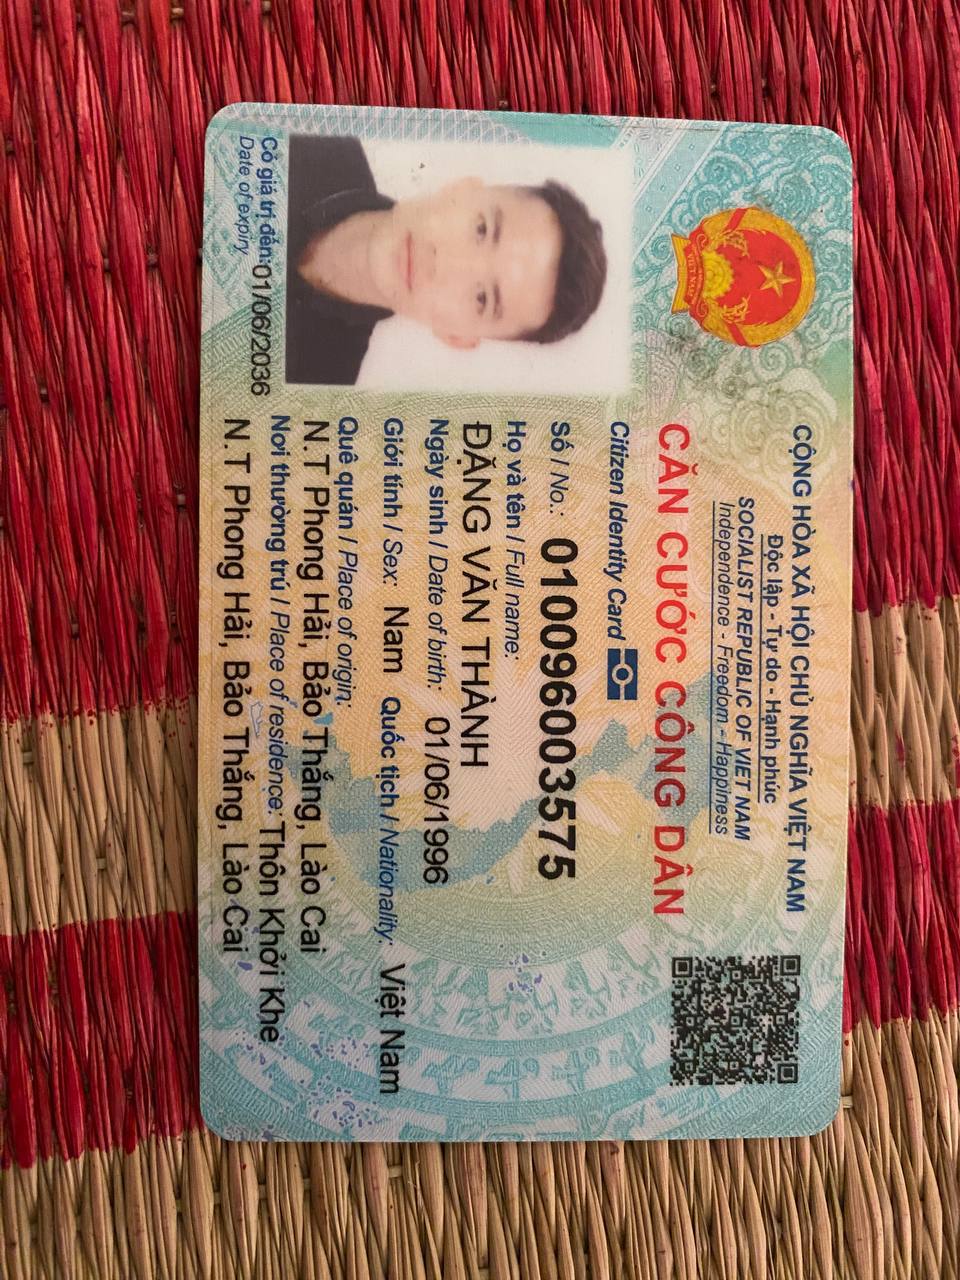 CỘNG HÒA XÃ HỘI CHỦ NGHĨA VIỆT NAM
Độc lập - Tự do - Hạnh phúc
SOCIALIST REPUBLIC OF VIET NAM
Independence - Freedom - Happiness
CĂN CƯỚC CÔNG DÂN
Citizen Identity Card
Số / No.: 010096003575
Họ và tên / Full name:
ĐẶNG VĂN THÀNH
Ngày sinh / Date of birth: 01/06/1996
Giới tính / Sex: Nam Quốc tịch / Nationality: Việt Nam
Quê quán / Place of origin:
N.T Phong Hải, Bảo Thắng, Lào Cai
Nơi thường trú / Place of residence: Thôn Khởi Khe
N.T Phong Hải, Bảo Thắng, Lào Cai
Có giá trị đến: 01/06/2036
Date of expiry
VIỆT NAM